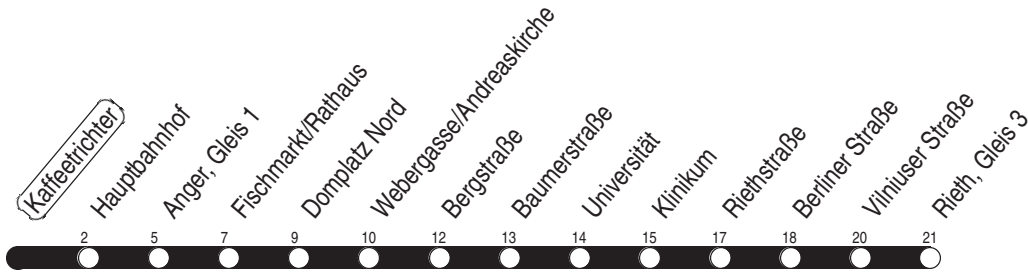 Kaffeetrichter
Hauptbahnhof
Anger, Gleis 1
Fischmarkt/Rathaus
Domplatz Nord
Webergasse/Andreaskirche
Bergstraße
Baumerstraße
Universität
Klinikum
Riethstraße
Berliner Straße
Vilniuser Straße
Rieth, Gleis 3
2 5 7 9 10 12 13 14 15 17 18 20 21